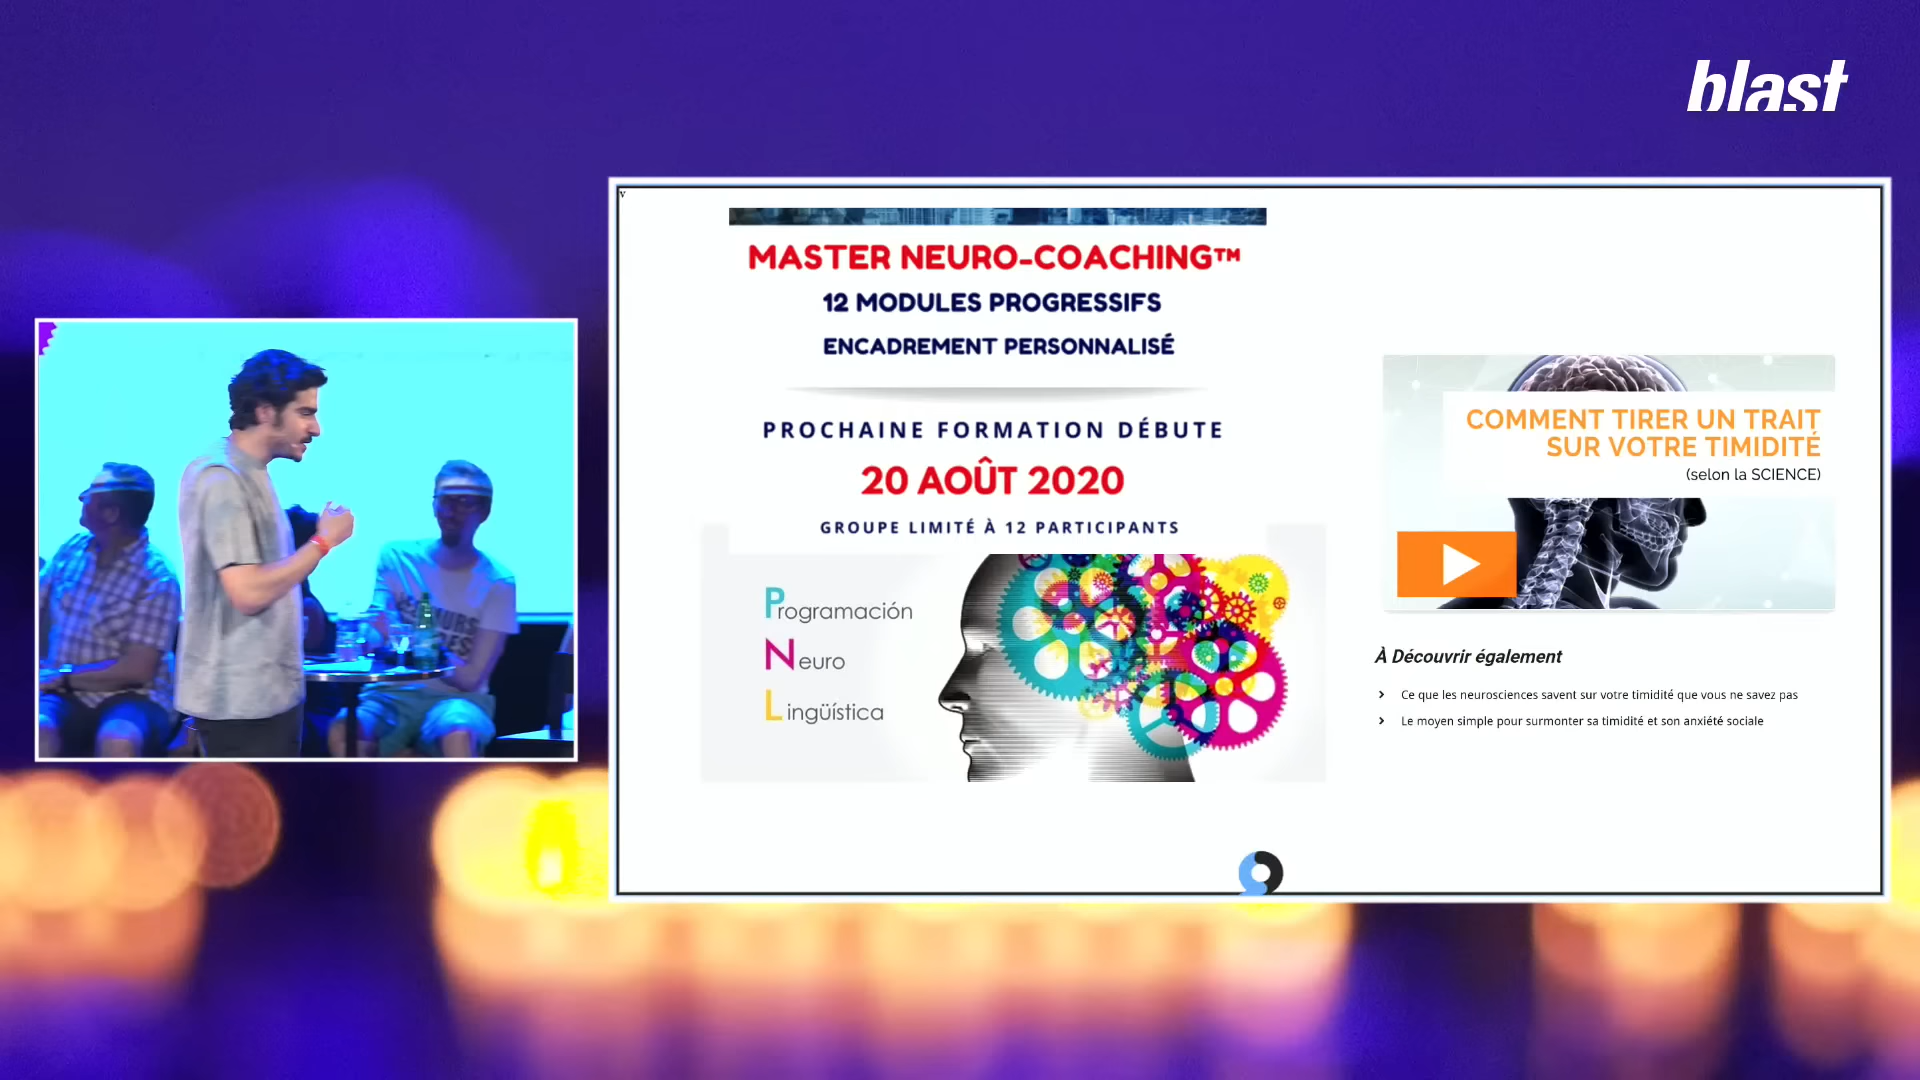 blast
v
MASTER NEURO-COACHING™
12 MODULES PROGRESSIFS
ENCADREMENT PERSONNALISÉ
PROCHAINE FORMATION DÉBUTE
20 AOÛT 2020
GROUPE LIMITÉ À 12 PARTICIPANTS
Programación
Neuro
Lingüística
COMMENT TIRER UN TRAIT
SUR VOTRE TIMIDITÉ
(selon la SCIENCE)
À Découvrir également
Ce que les neurosciences savent sur votre timidité que vous ne savez pas
Le moyen simple pour surmonter sa timidité et son anxiété sociale